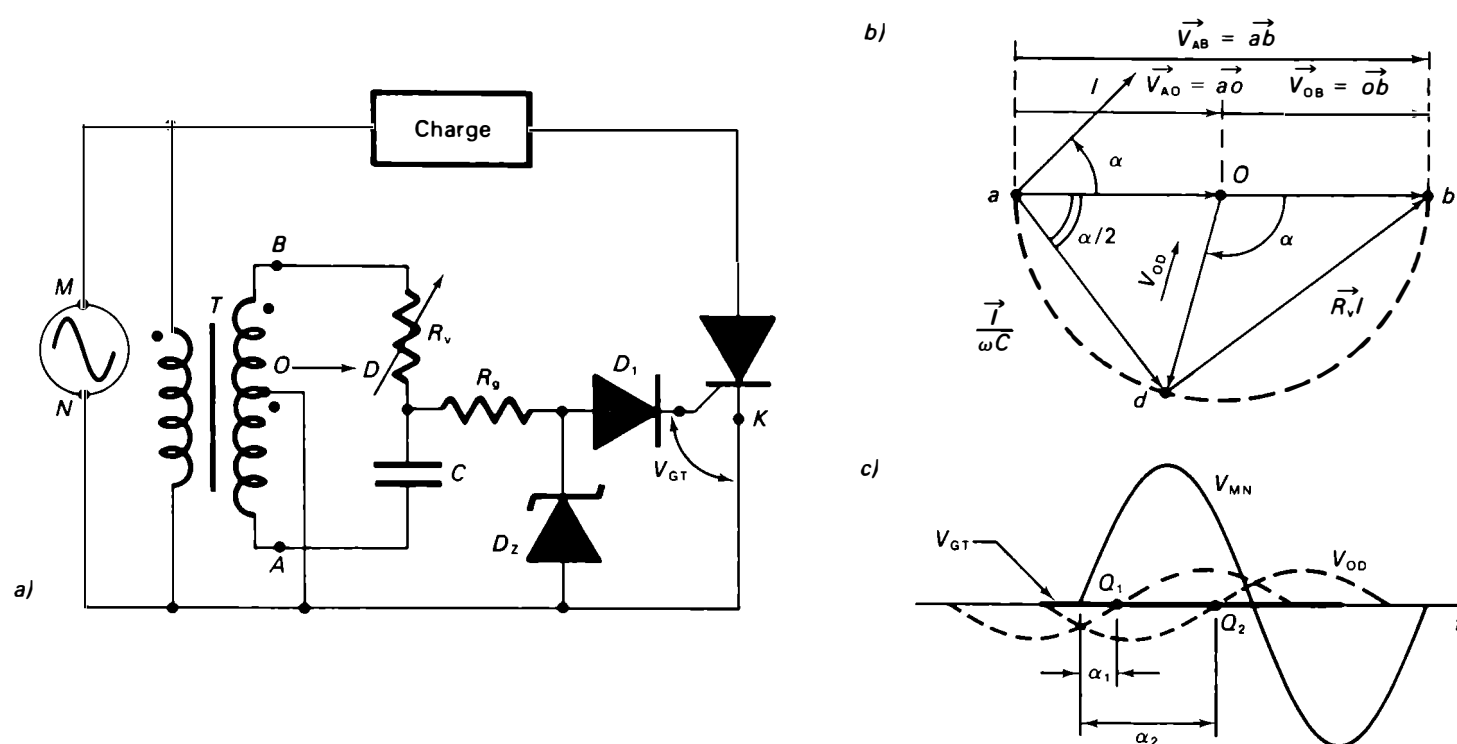 a)
Charge
M
N
T
B
O
A
D
R_v
C
R_g
D_1
D_Z
V_GT
K
b)
V_AB = ab
V_AO = ao
V_OB = ob
I
α
a
O
b
α/2
α
V_OD
I
ωC
R_v I
d
c)
V_MN
V_GT
V_OD
Q_1
Q_2
t
α_1
α_2